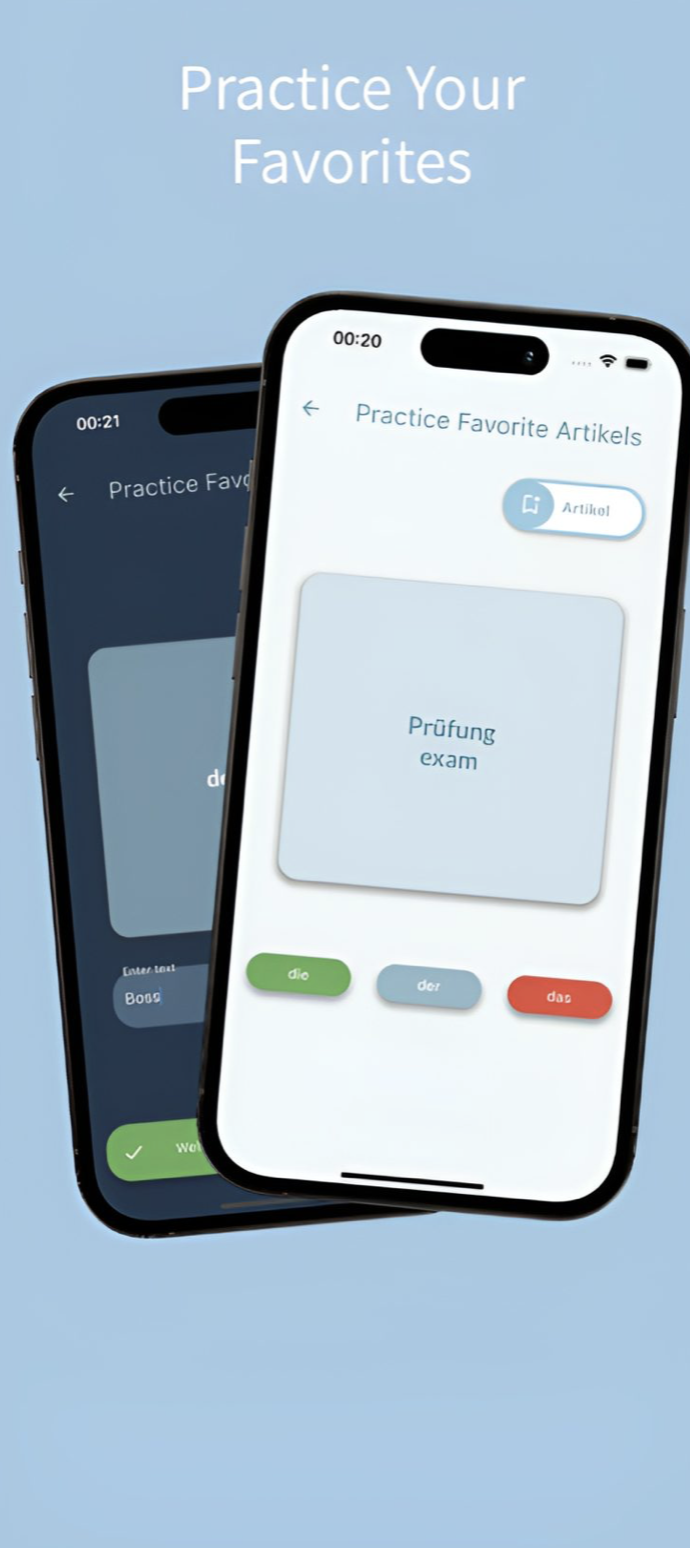 Practice Your
Favorites
00:20
Practice Favorite Artikels
Artikel
Prüfung
exam
die
der
das
00:21
Practice Favo
de
Enter text
Boss
Wel